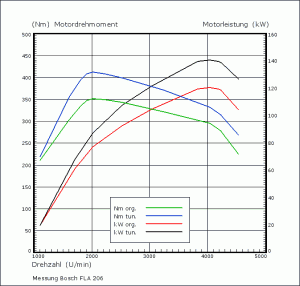 (Nm) Motordrehmoment Motorleistung (kW)
500 160
450 140
400 120
350
300 100
250 80
200
150 60
100 40
50 20
0 0
1000 2000 3000 4000 5000
Drehzahl (U/min)
Nm org.
Nm tun.
kW org.
kW tun.
Messung Bosch FLA 206